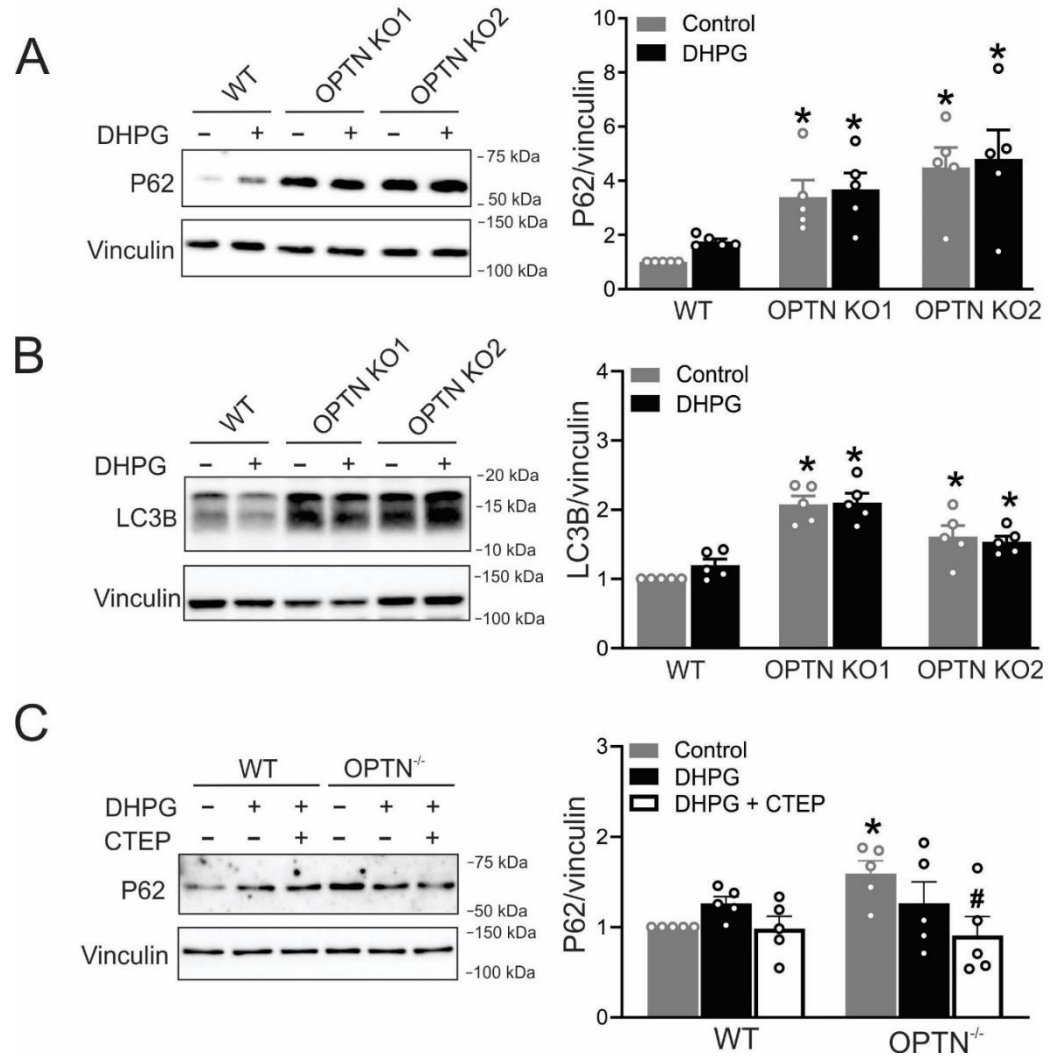 A
WT
OPTN KO1
OPTN KO2
DHPG
– + – + – +
P62
-75 kDa
- 50 kDa
Vinculin
-150 kDa
-100 kDa
P62/vinculin
10
8
6
4
2
0
Control
DHPG
* * * *
WT OPTN KO1 OPTN KO2
B
WT
OPTN KO1
OPTN KO2
DHPG
– + – + – +
LC3B
-20 kDa
-15 kDa
-10 kDa
Vinculin
-150 kDa
-100 kDa
LC3B/vinculin
4
3
2
1
0
Control
DHPG
* * * *
WT OPTN KO1 OPTN KO2
C
WT OPTN-/-
DHPG – + + – + +
CTEP – – + – – +
P62
-75 kDa
-50 kDa
Vinculin
-150 kDa
-100 kDa
P62/vinculin
3
2
1
0
Control
DHPG
DHPG + CTEP
* #
WT OPTN-/-